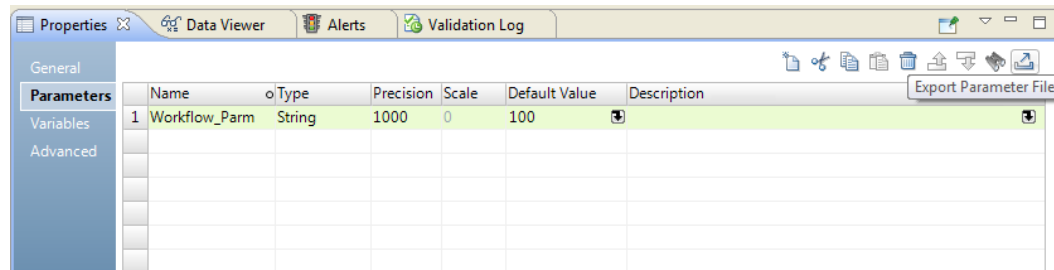 Properties Data Viewer Alerts Validation Log
General
Export Parameter File
Parameters Name Type Precision Scale Default Value Description
1 Workflow_Parm String 1000 0 100
Variables
Advanced